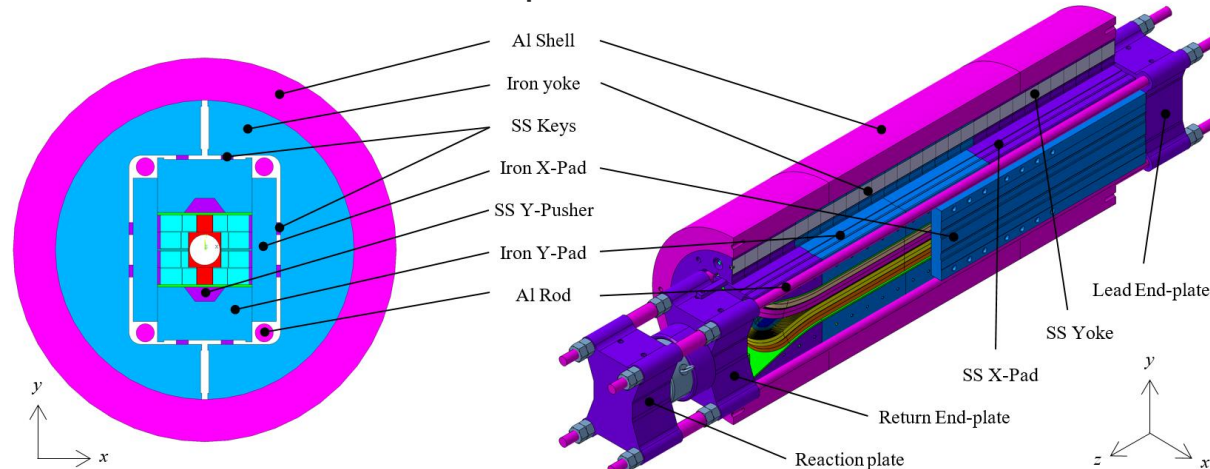 Al Shell
Iron yoke
SS Keys
Iron X-Pad
SS Y-Pusher
Iron Y-Pad
Al Rod
Lead End-plate
SS Yoke
SS X-Pad
Return End-plate
Reaction plate
y
x
y
z
x